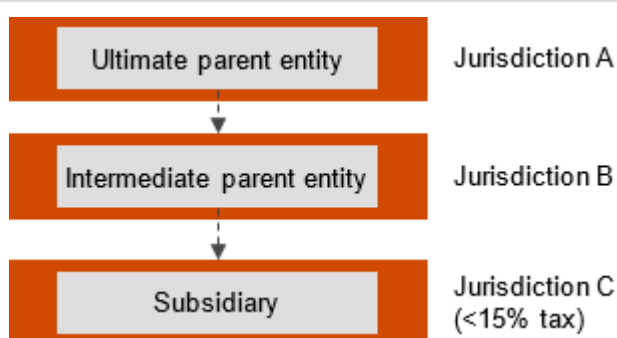 Ultimate parent entity
Jurisdiction A
Intermediate parent entity
Jurisdiction B
Subsidiary
Jurisdiction C
(<15% tax)